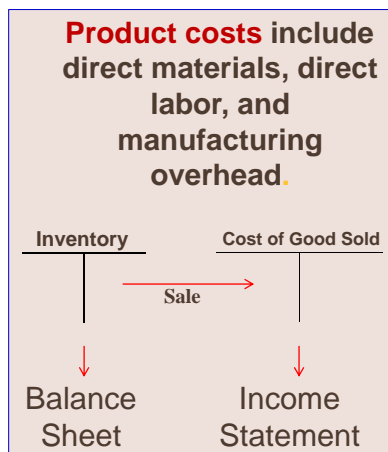 Product costs include
direct materials, direct
labor, and
manufacturing
overhead.
Inventory
Cost of Good Sold
Sale
Balance
Sheet
Income
Statement